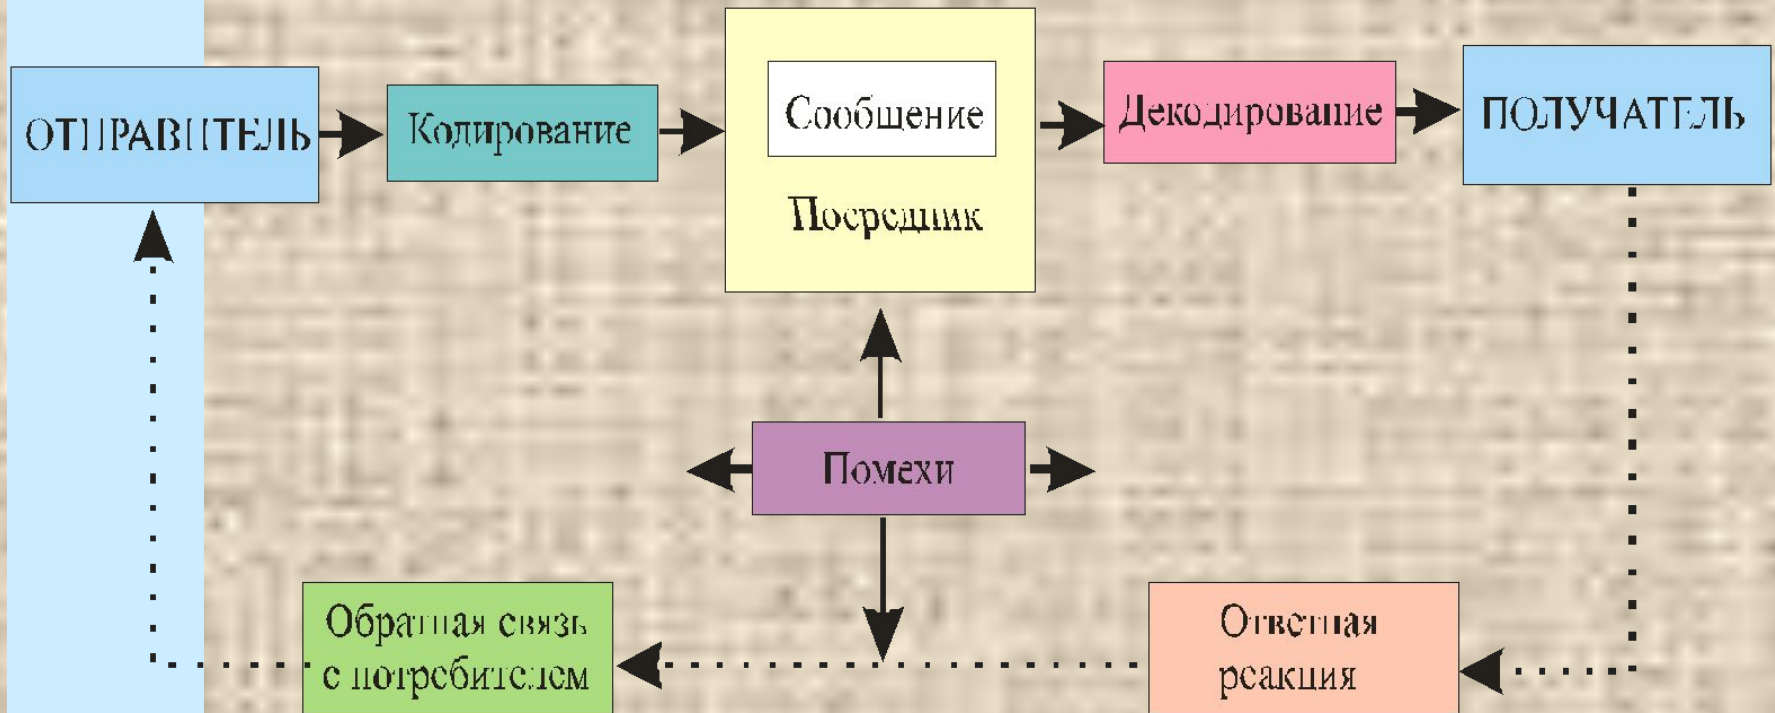 ОТПРАВИТЕЛЬ
Кодирование
Сообщение
Посредник
Декодирование
ПОЛУЧАТЕЛЬ
Помехи
Обратная связь
с потребителем
Ответная
реакция